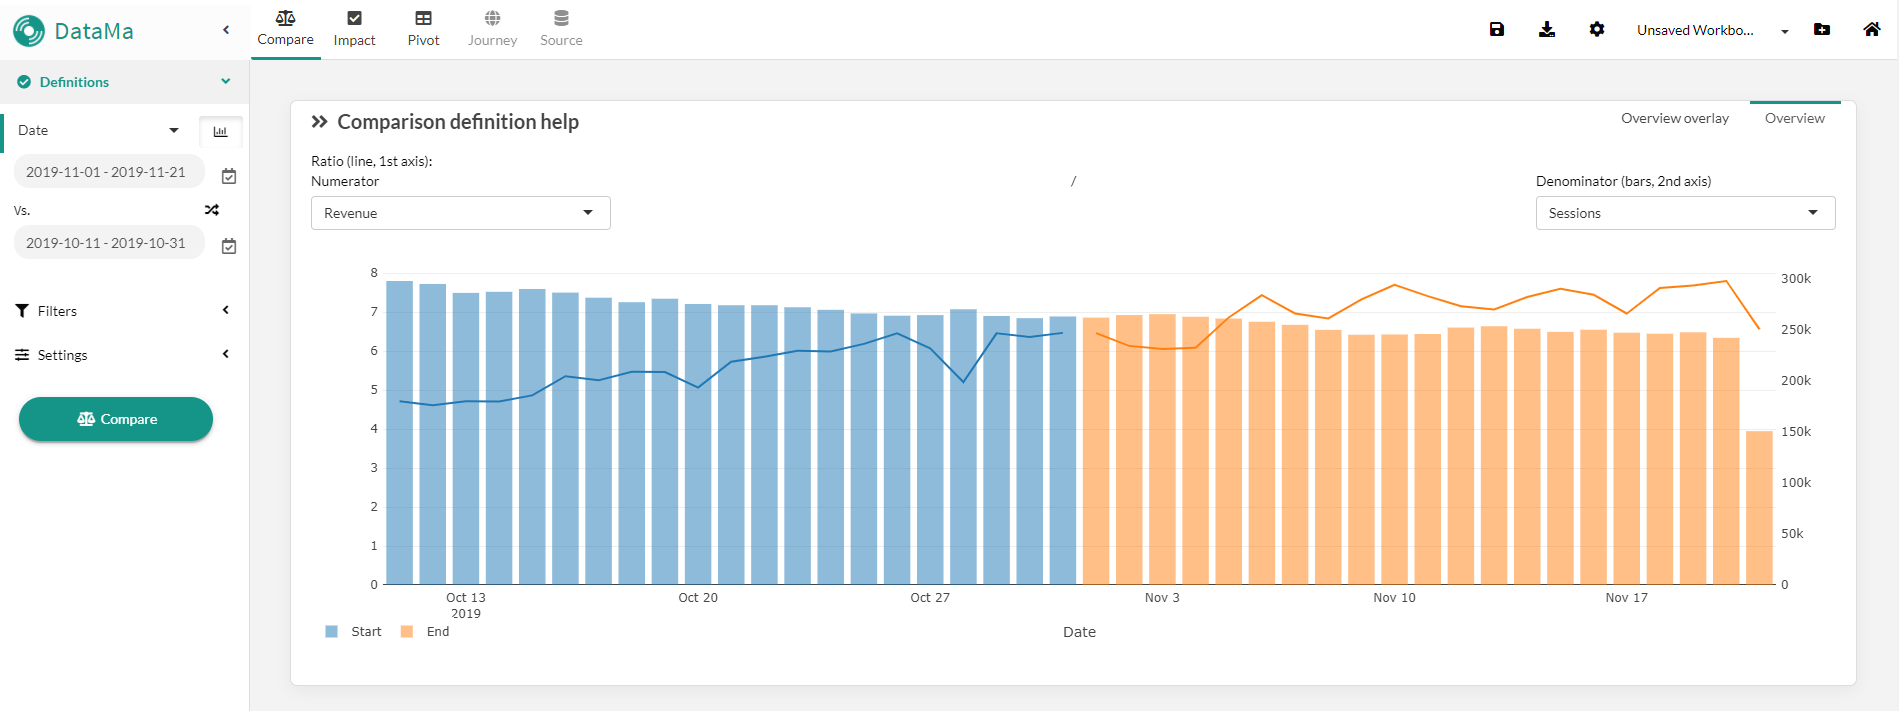 DataMa
Compare
Impact
Pivot
Journey
Source
Unsaved Workbo...
Definitions
Date
2019-11-01 - 2019-11-21
Vs.
2019-10-11 - 2019-10-31
Filters
Settings
Compare
Comparison definition help
Overview overlay
Overview
Ratio (line, 1st axis):
Numerator
/
Denominator (bars, 2nd axis)
Revenue
Sessions
8
7
6
5
4
3
2
1
0
300k
250k
200k
150k
100k
50k
0
Oct 13
2019
Oct 20
Oct 27
Nov 3
Nov 10
Nov 17
Start
End
Date